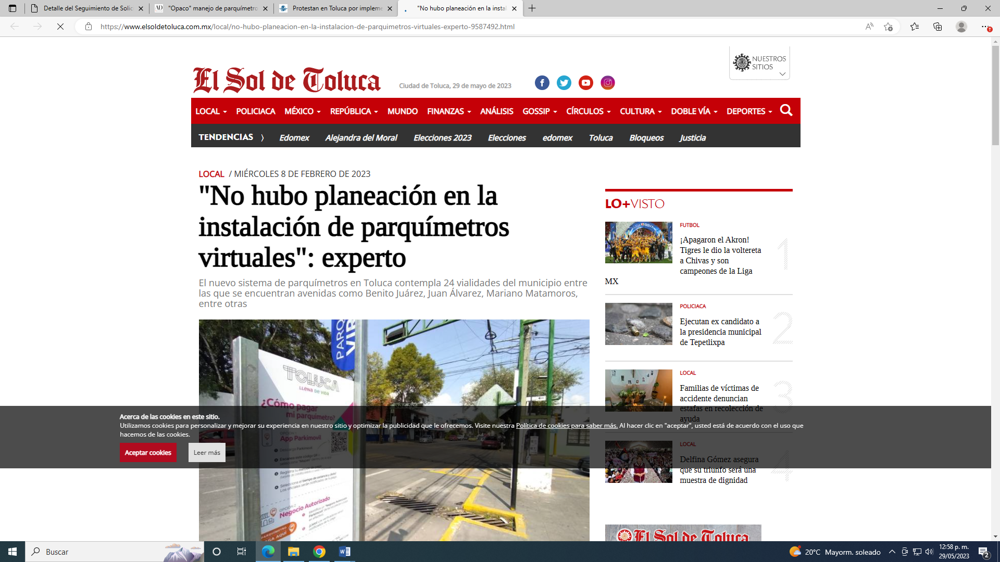 Detalle del Seguimiento de Solic
"Opaco" manejo de parquímetro
Protestan en Toluca por impleme
"No hubo planeación en la instal
https://www.elsoldetoluca.com.mx/local/no-hubo-planeacion-en-la-instalacion-de-parquimetros-virtuales-experto-9587492.html
NUESTROS
SITIOS
El Sol de Toluca
Ciudad de Toluca, 29 de mayo de 2023
LOCAL POLICIACA MÉXICO REPÚBLICA MUNDO FINANZAS ANÁLISIS GOSSIP CÍRCULOS CULTURA DOBLE VÍA DEPORTES
TENDENCIAS Edomex Alejandra del Moral Elecciones 2023 Elecciones edomex Toluca Bloqueos Justicia
LOCAL / MIÉRCOLES 8 DE FEBRERO DE 2023
"No hubo planeación en la
instalación de parquímetros
virtuales": experto
El nuevo sistema de parquímetros en Toluca contempla 24 vialidades del municipio entre
las que se encuentran avenidas como Benito Juárez, Juan Álvarez, Mariano Matamoros,
entre otras
TOLUCA
LLENA DE VIDA
¿Cómo pagar
mi parquímetro?
App Parkimovil
OPCIÓN 2
Negocio Autorizado
LO+VISTO
FUTBOL
¡Apagaron el Akron!
Tigres le dio la voltereta
a Chivas y son
campeones de la Liga
MX
1
POLICIACA
Ejecutan ex candidato a
la presidencia municipal
de Tepetlixpa
2
LOCAL
Familias de víctimas de
accidente denuncian
estafas en recolección de
ayuda
3
LOCAL
Delfina Gómez asegura
que su triunfo será una
muestra de dignidad
4
El Sol de Toluca
Acerca de las cookies en este sitio.
Utilizamos cookies para personalizar y mejorar su experiencia en nuestro sitio y optimizar la publicidad que le ofrecemos. Visite nuestra Política de cookies para saber más. Al hacer clic en "aceptar", usted está de acuerdo con el uso que
hacemos de las cookies.
Aceptar cookies
Leer más
Buscar
20°C Mayorm. soleado
12:58 p. m.
29/05/2023
2